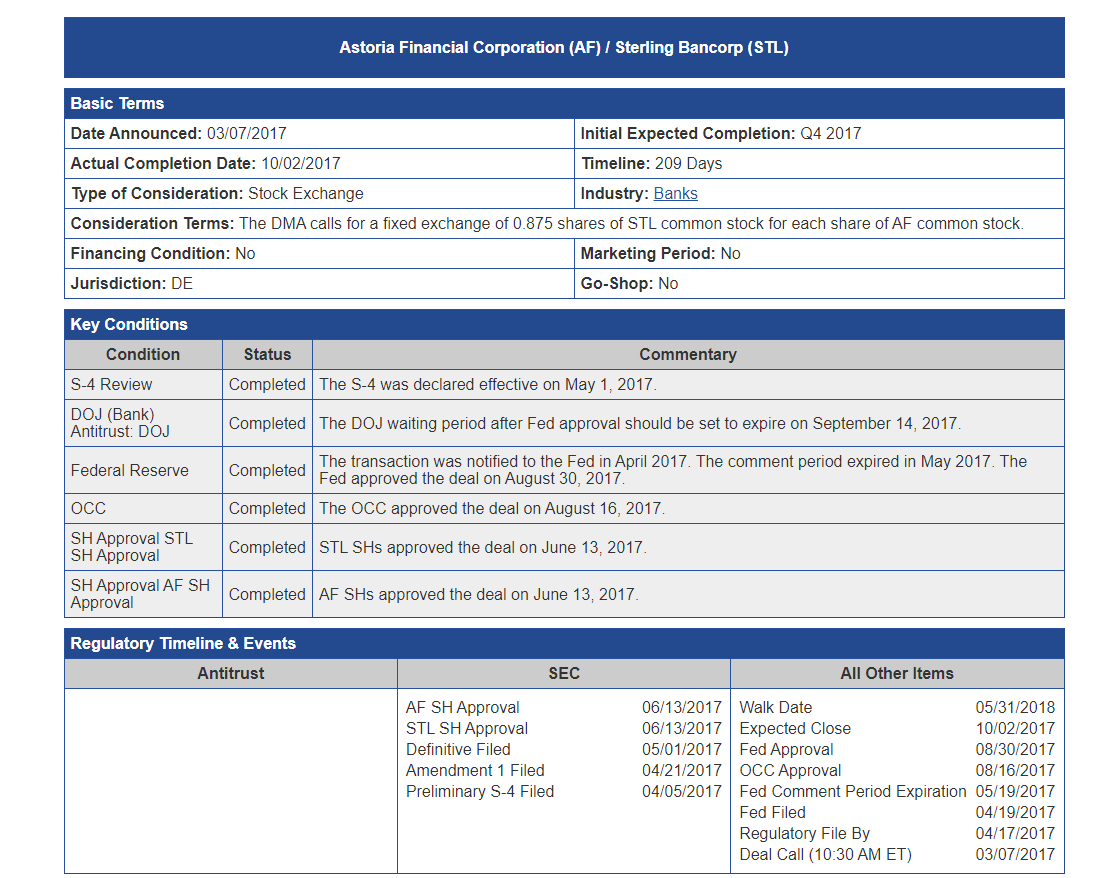 Astoria Financial Corporation (AF) / Sterling Bancorp (STL)
Basic Terms
Date Announced: 03/07/2017
Initial Expected Completion: Q4 2017
Actual Completion Date: 10/02/2017
Timeline: 209 Days
Type of Consideration: Stock Exchange
Industry: Banks
Consideration Terms: The DMA calls for a fixed exchange of 0.875 shares of STL common stock for each share of AF common stock.
Financing Condition: No
Marketing Period: No
Jurisdiction: DE
Go-Shop: No
Key Conditions
Condition Status Commentary
S-4 Review Completed The S-4 was declared effective on May 1, 2017.
DOJ (Bank)
Antitrust: DOJ
Completed The DOJ waiting period after Fed approval should be set to expire on September 14, 2017.
Federal Reserve Completed
The transaction was notified to the Fed in April 2017. The comment period expired in May 2017. The
Fed approved the deal on August 30, 2017.
OCC Completed The OCC approved the deal on August 16, 2017.
SH Approval STL
SH Approval
Completed STL SHs approved the deal on June 13, 2017.
SH Approval AF SH
Approval
Completed AF SHs approved the deal on June 13, 2017.
Regulatory Timeline & Events
Antitrust SEC All Other Items
AF SH Approval 06/13/2017
STL SH Approval 06/13/2017
Definitive Filed 05/01/2017
Amendment 1 Filed 04/21/2017
Preliminary S-4 Filed 04/05/2017
Walk Date 05/31/2018
Expected Close 10/02/2017
Fed Approval 08/30/2017
OCC Approval 08/16/2017
Fed Comment Period Expiration 05/19/2017
Fed Filed 04/19/2017
Regulatory File By 04/17/2017
Deal Call (10:30 AM ET) 03/07/2017